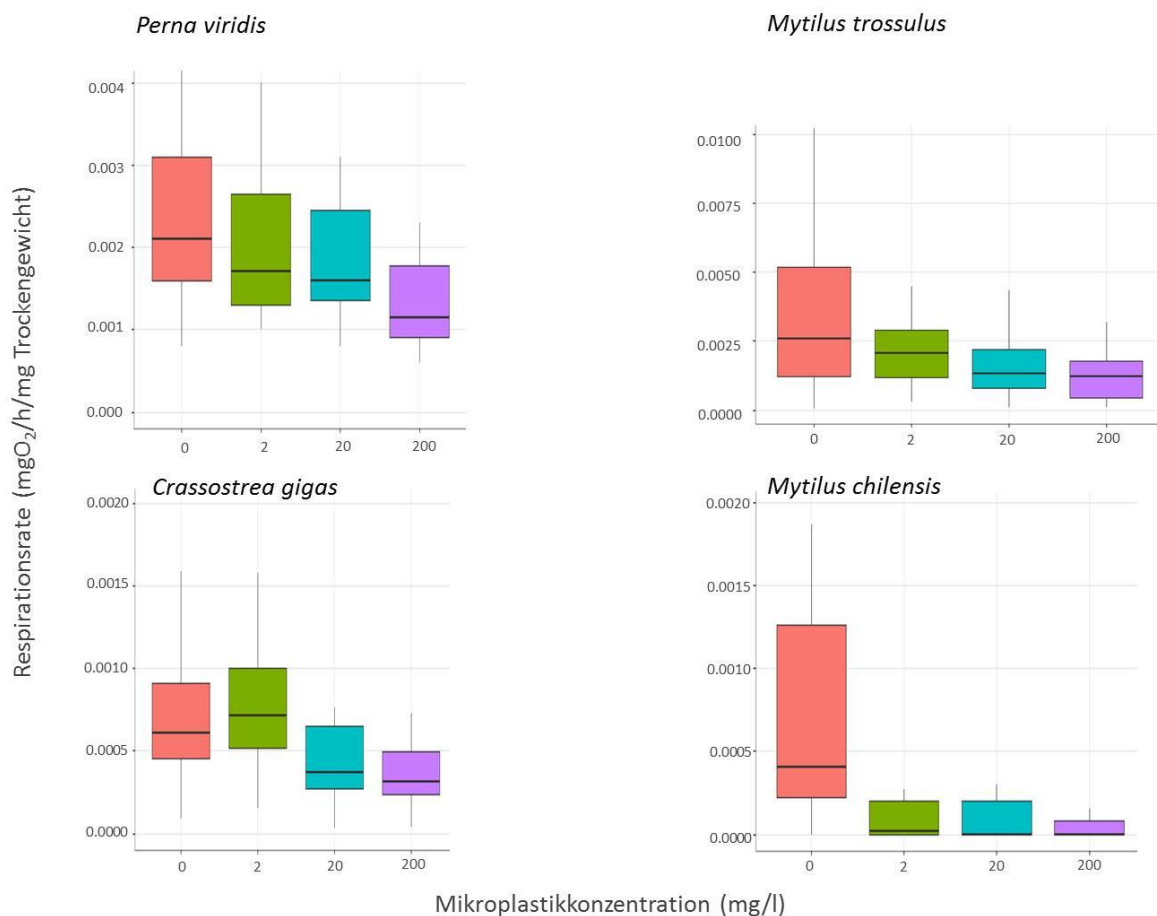 Perna viridis
Mytilus trossulus
0.004
0.003
0.002
0.001
0.000
0 2 20 200
0.0100
0.0075
0.0050
0.0025
0.0000
0 2 20 200
Respirationsrate (mgO₂/h/mg Trockengewicht)
Crassostrea gigas
Mytilus chilensis
0.0020
0.0015
0.0010
0.0005
0.0000
0 2 20 200
0.0020
0.0015
0.0010
0.0005
0.0000
0 2 20 200
Mikroplastikkonzentration (mg/l)